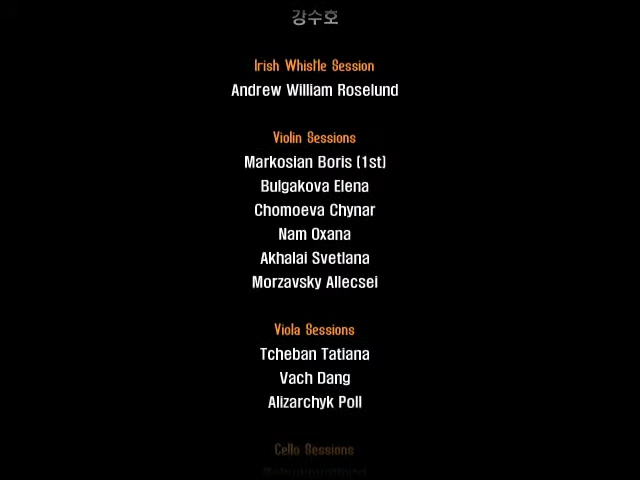 강수호
Irish Whistle Session
Andrew William Roselund
Violin Sessions
Markosian Boris (1st)
Bulgakova Elena
Chomoeva Chynar
Nam Oxana
Akhalai Svetlana
Morzavsky Allecsei
Viola Sessions
Tcheban Tatiana
Vach Dang
Alizarchyk Poll
Cello Sessions